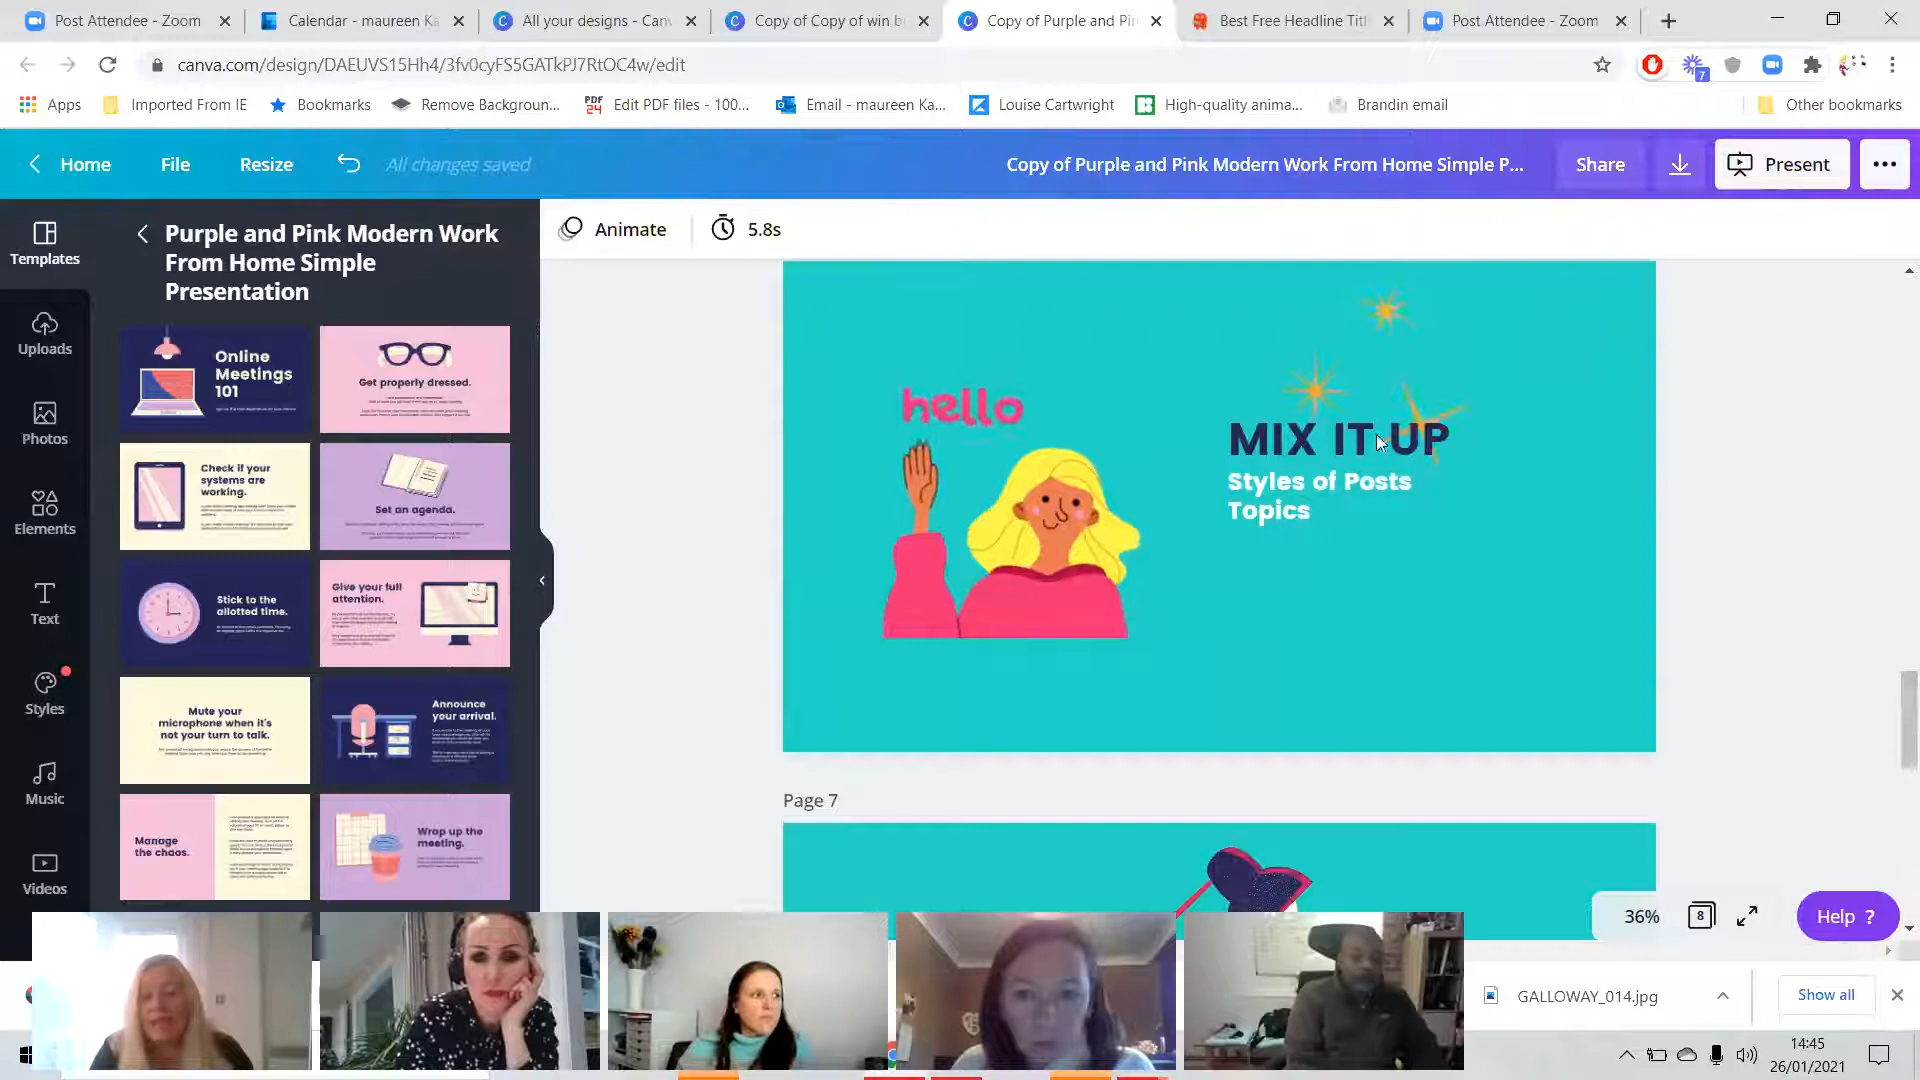 Post Attendee - Zoom
Calendar - maureen Ka
All your designs - Canv
Copy of Copy of win b
Copy of Purple and Pin
Best Free Headline Titl
Post Attendee - Zoom
canva.com/design/DAEUVS15Hh4/3fv0cyFS5GATkPJ7RtOC4w/edit
7
Apps
Imported From IE
Bookmarks
Remove Backgroun...
PDF
24
Edit PDF files - 100...
Email - maureen Ka...
Louise Cartwright
High-quality anima...
Brandin email
Other bookmarks
Home
File
Resize
All changes saved
Copy of Purple and Pink Modern Work From Home Simple P...
Share
Present
Templates
Uploads
Photos
Elements
Text
Styles
Music
Videos
Purple and Pink Modern Work
From Home Simple
Presentation
Online
Meetings
101
Get properly dressed.
Check if your
systems are
working.
Set an agenda.
Stick to the
allotted time.
Give your full
attention.
Mute your
microphone when it's
not your turn to talk.
Announce
your arrival.
Manage
the chaos.
Wrap up the
meeting.
Animate
5.8s
hello
MIX IT UP
Styles of Posts
Topics
Page 7
36%
8
Help ?
GALLOWAY_014.jpg
Show all
14:45
26/01/2021